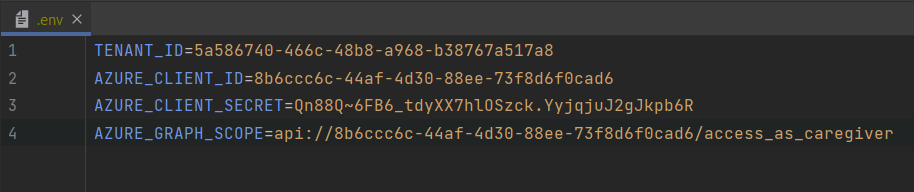 .env
1 TENANT_ID=5a586740-466c-48b8-a968-b38767a517a8
2 AZURE_CLIENT_ID=8b6ccc6c-44af-4d30-88ee-73f8d6f0cad6
3 AZURE_CLIENT_SECRET=Qn88Q~6FB6_tdyXX7hlOSzck.YyjqjuJ2gJkpb6R
4 AZURE_GRAPH_SCOPE=api://8b6ccc6c-44af-4d30-88ee-73f8d6f0cad6/access_as_caregiver